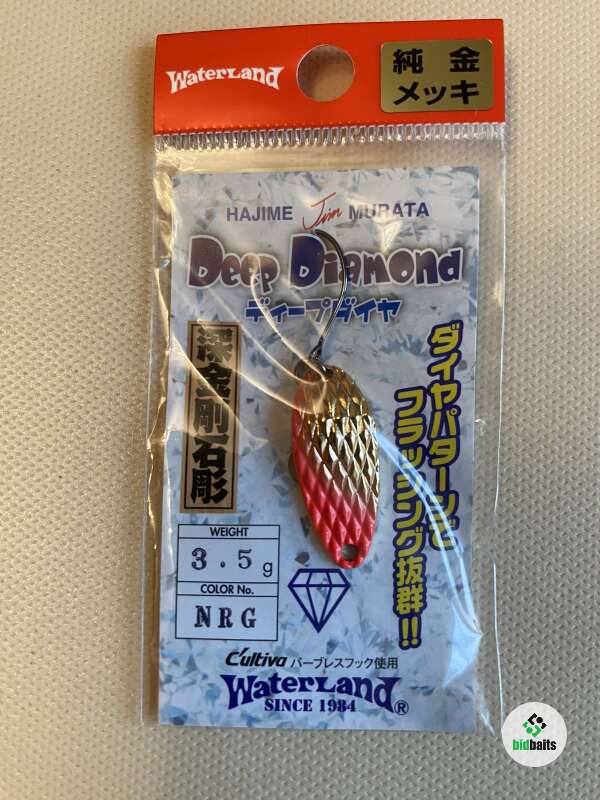 WATERLAND
純金
メッキ
HAJIME Jim MURATA
Deep Diamond
ディープダイヤ
深金剛石彫
ダイヤパターンで
フラッシング抜群!!
WEIGHT
3.5g
COLOR No.
NRG
C'ultiva バーブレスフック使用
WATERLAND®
SINCE 1984
bidbaits